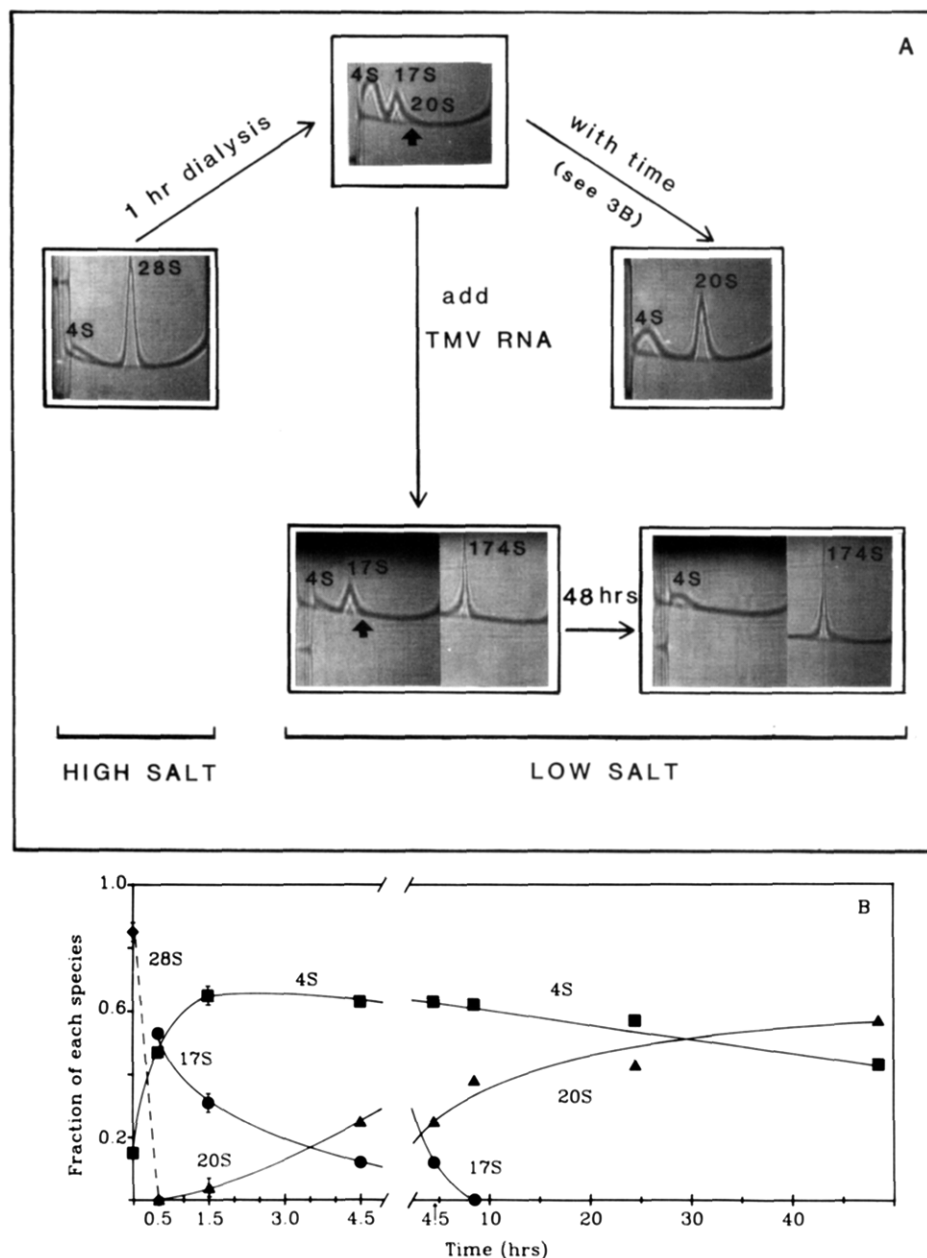 A
4S 17S
20S
1 hr dialysis
with time
(see 3B)
28S
4S
add
TMV RNA
20S
4S
4S 17S
174S
48 hrs
4S
174S
HIGH SALT
LOW SALT
B
Fraction of each species
1.0
0.6
0.2
28S
4S
17S
20S
4S
20S
17S
0.5 1.5 3.0 4.5 4.5 10 20 30 40
Time (hrs)